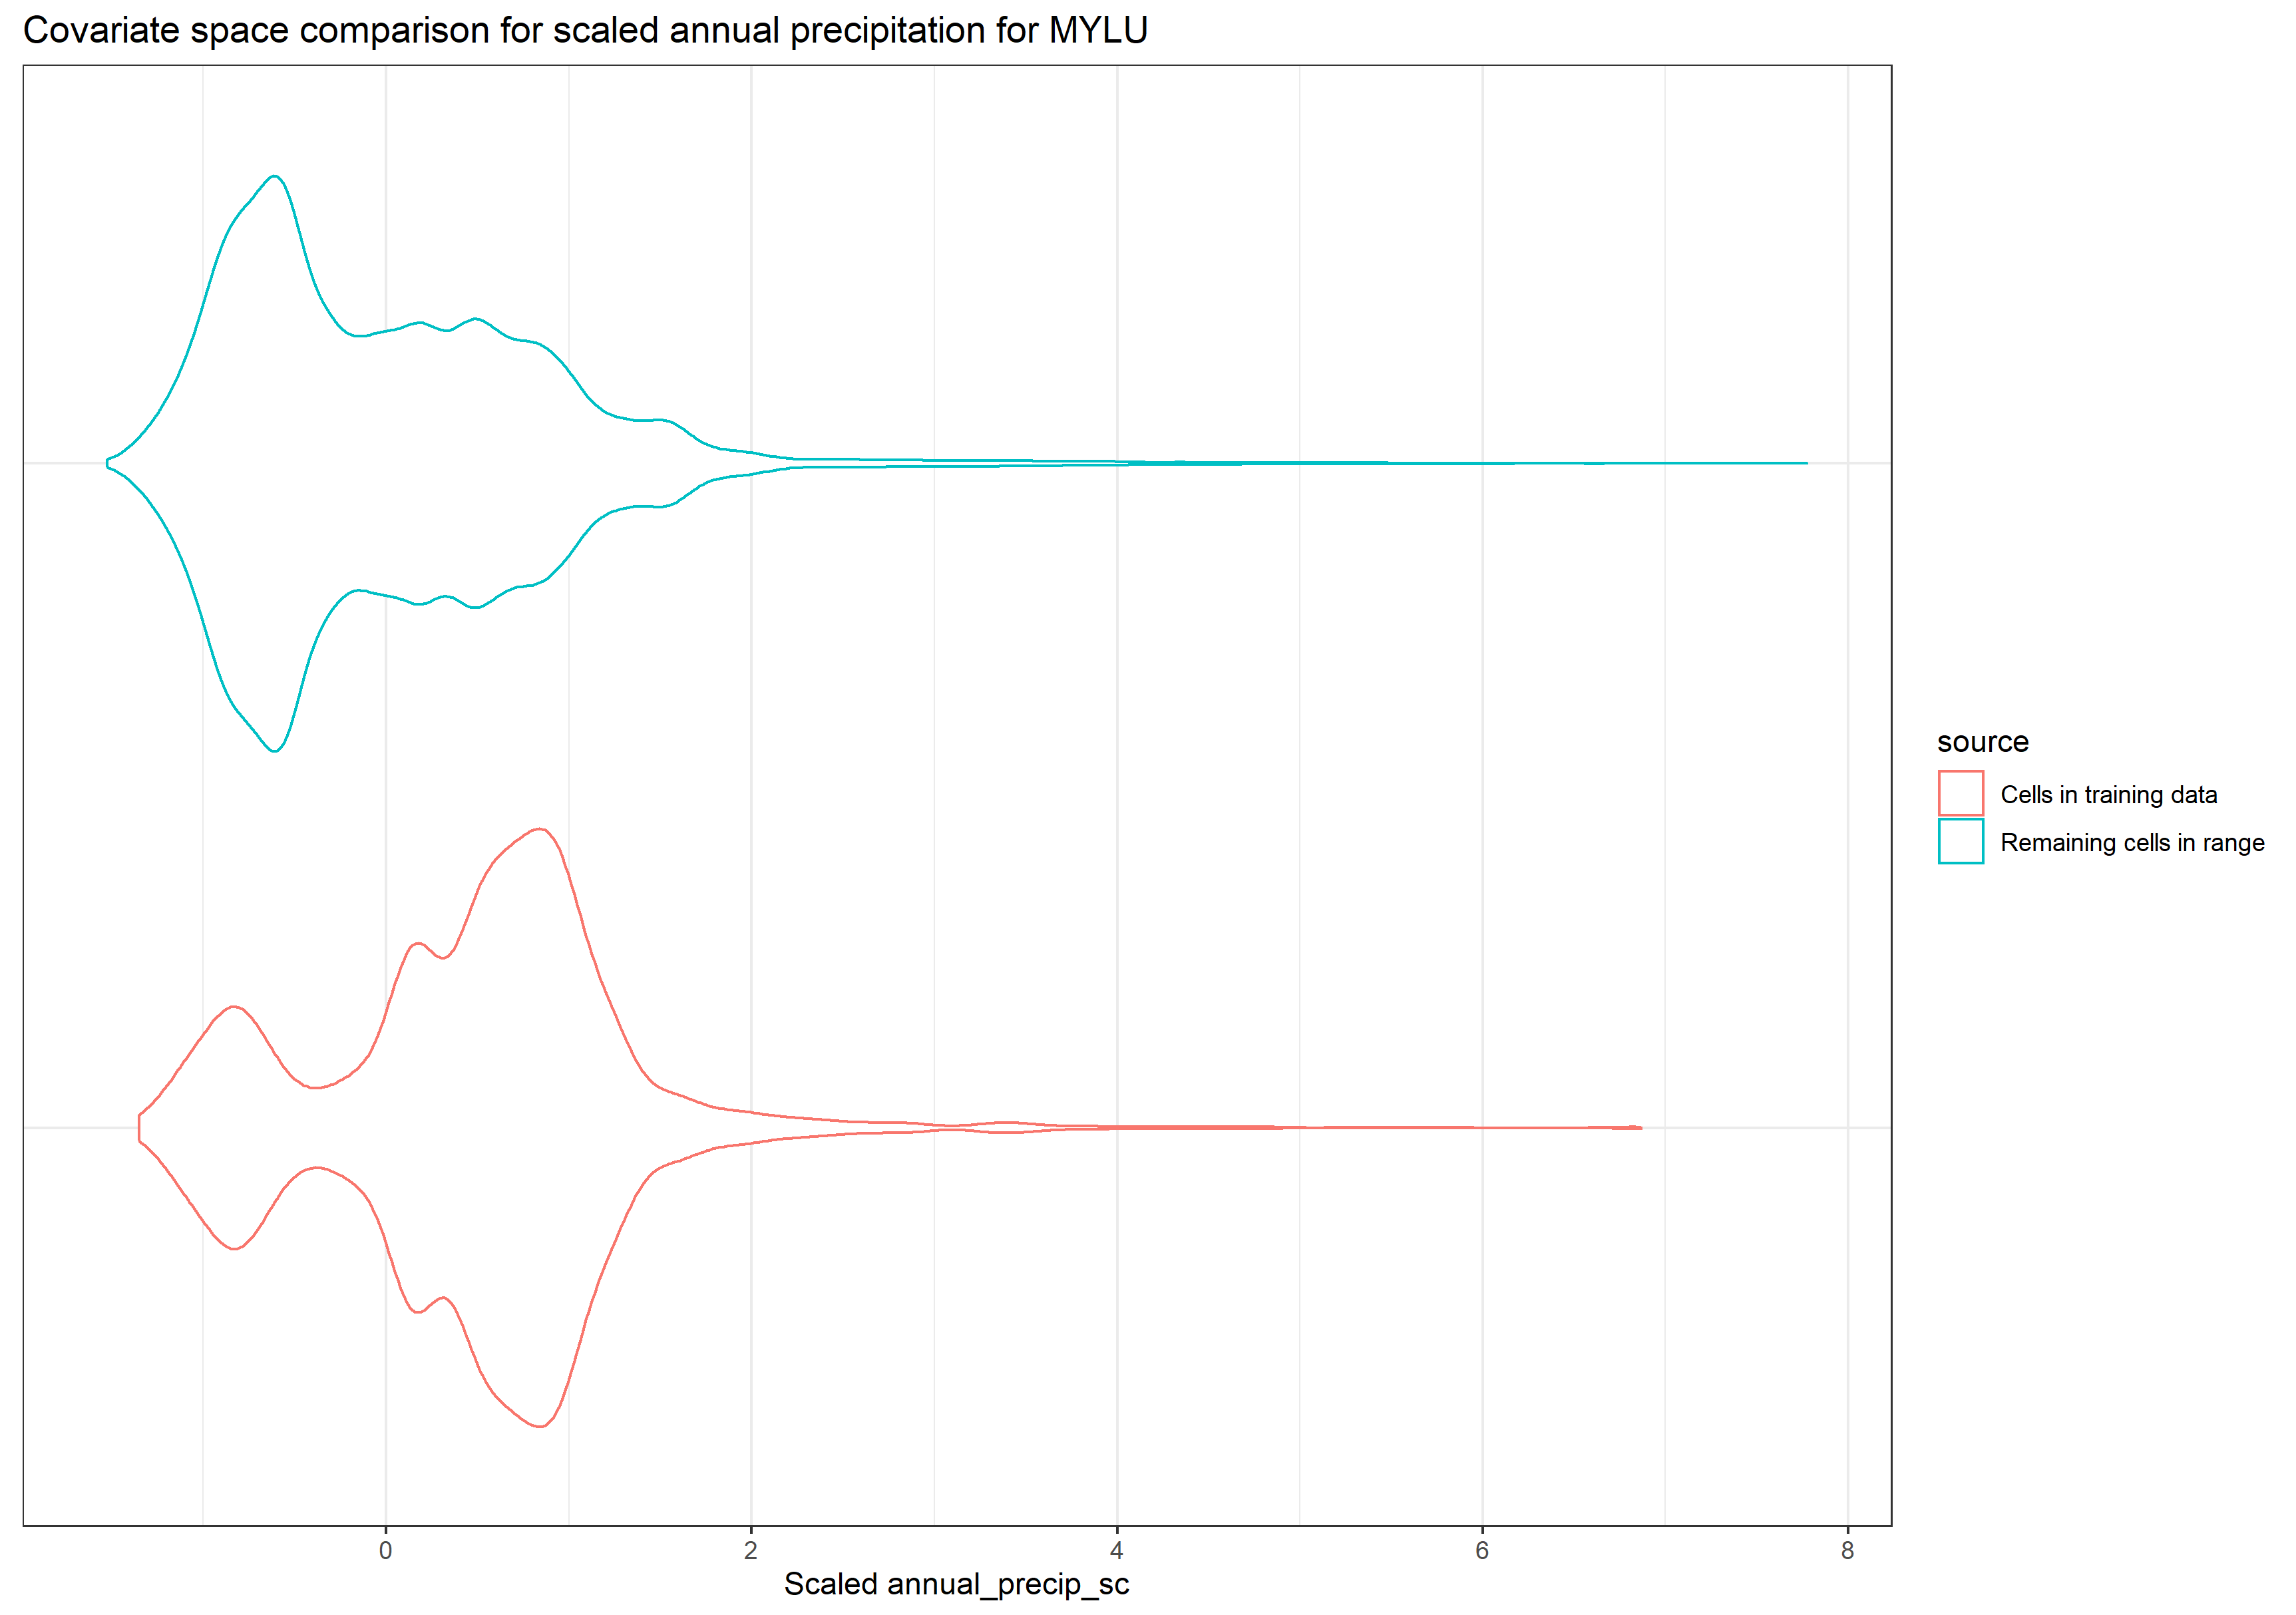 Covariate space comparison for scaled annual precipitation for MYLU
source
Cells in training data
Remaining cells in range
0 2 4 6 8
Scaled annual_precip_sc